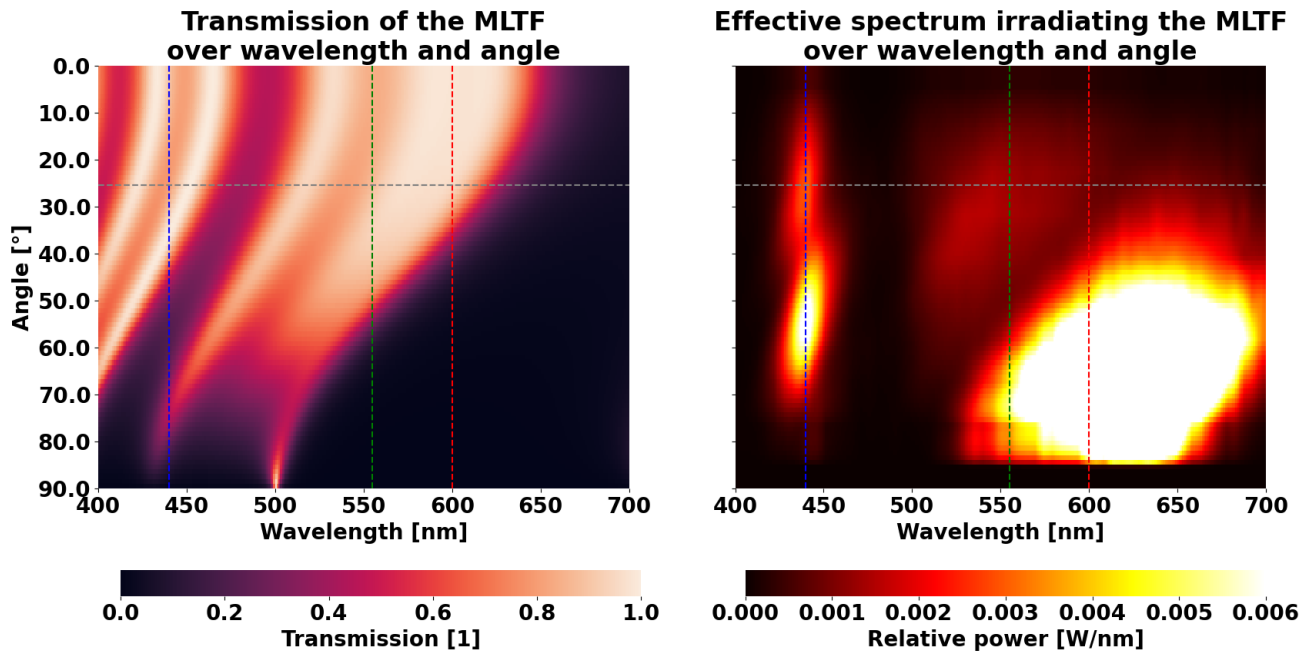 Transmission of the MLTF
over wavelength and angle
Effective spectrum irradiating the MLTF
over wavelength and angle
0.0
10.0
20.0
30.0
40.0
50.0
60.0
70.0
80.0
90.0
Angle [°]
400 450 500 550 600 650 700
400 450 500 550 600 650 700
Wavelength [nm]
Wavelength [nm]
0.0 0.2 0.4 0.6 0.8 1.0
0.000 0.001 0.002 0.003 0.004 0.005 0.006
Transmission [1]
Relative power [W/nm]